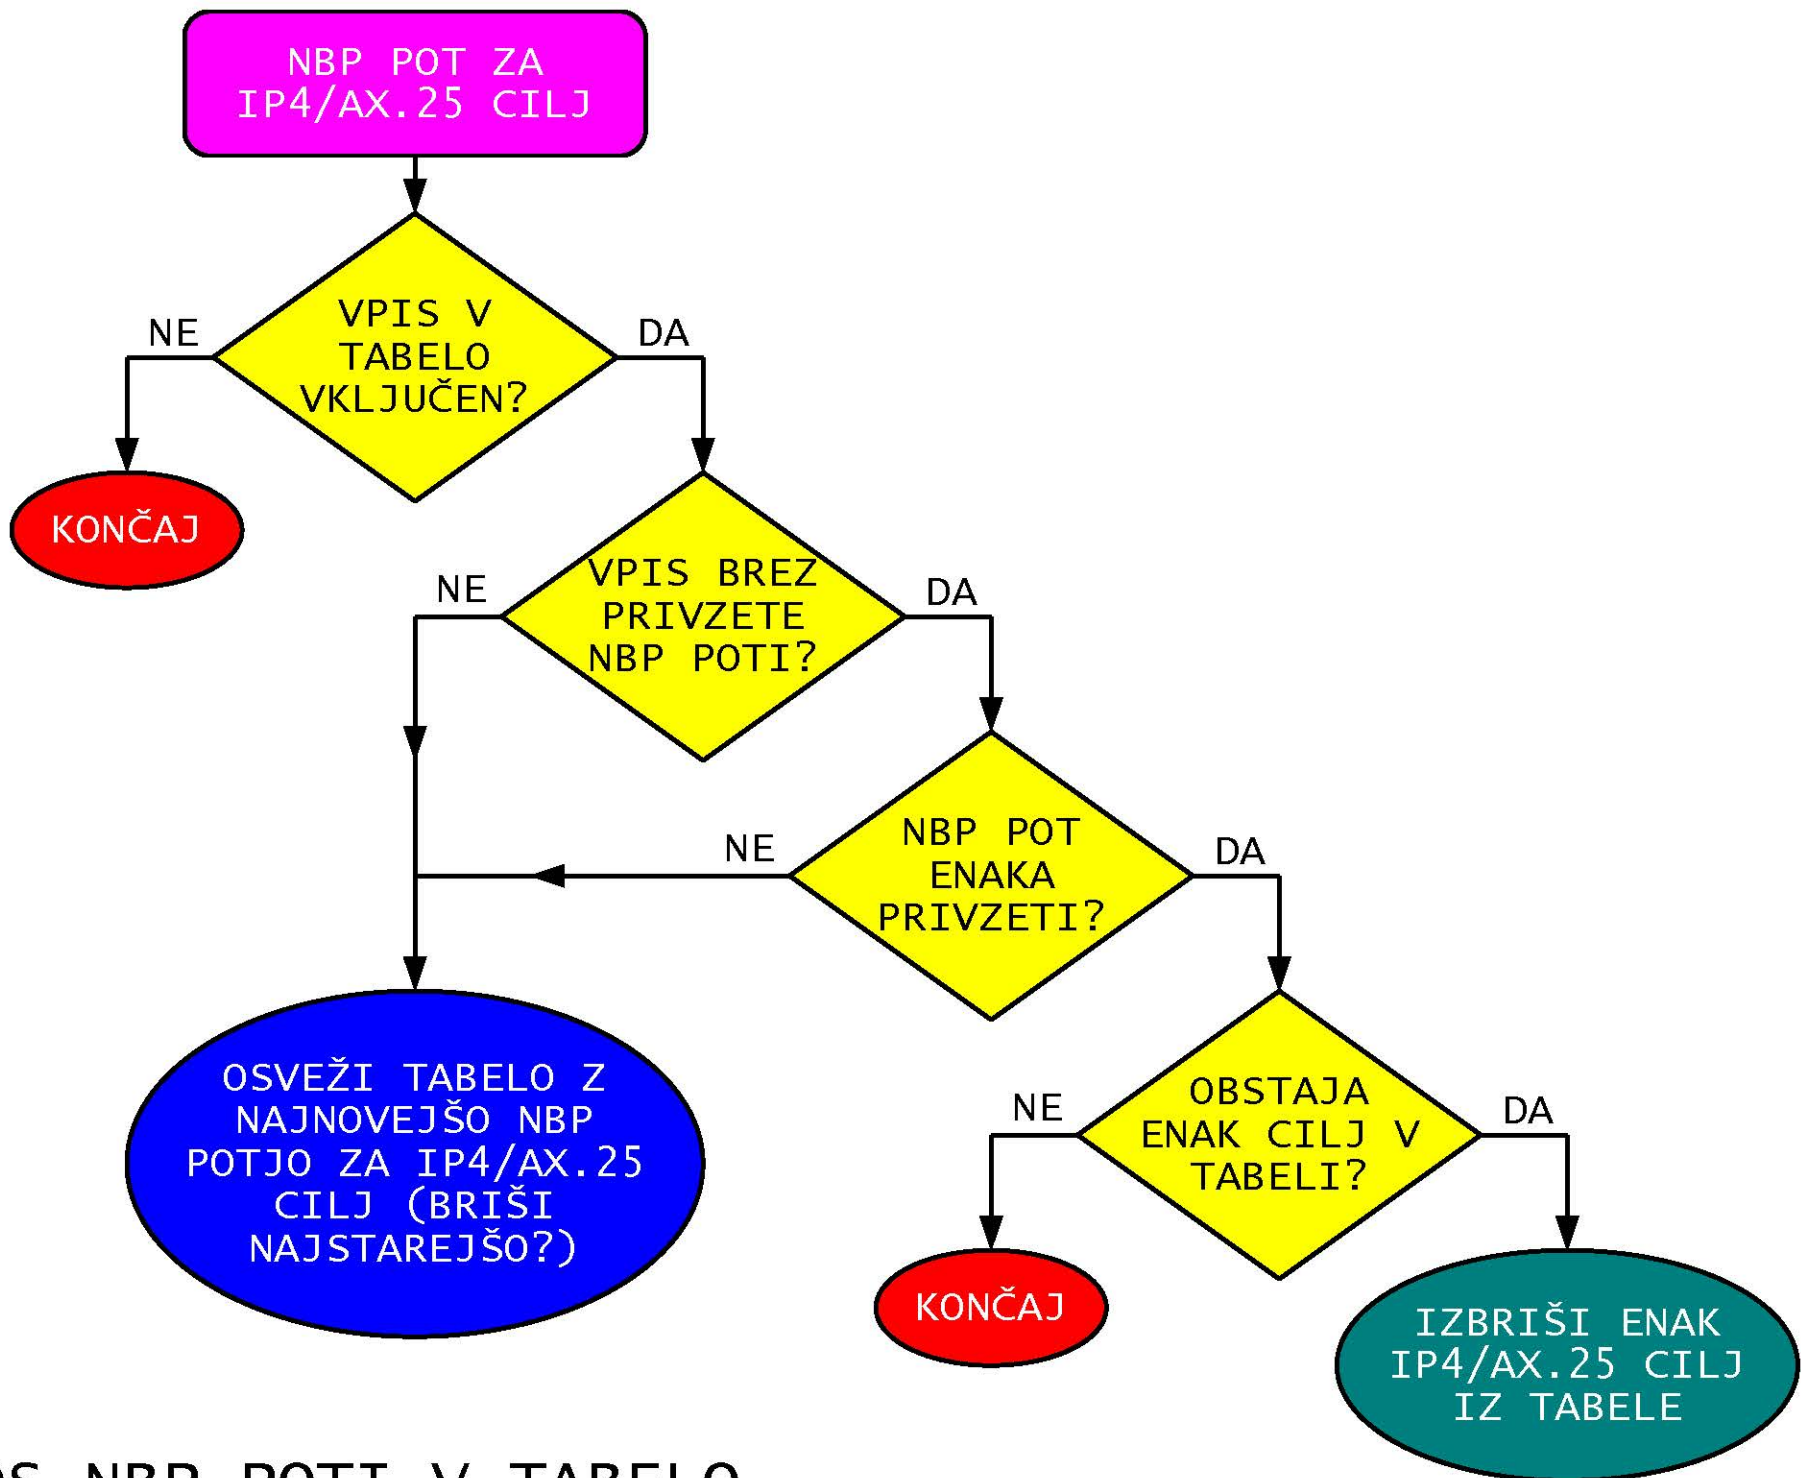 NBP POT ZA
IP4/AX.25 CILJ
VPIS V
TABELO
VKLJUČEN?
NE
DA
KONČAJ
VPIS BREZ
PRIVZETE
NBP POTI?
NE
DA
NBP POT
ENAKA
PRIVZETI?
NE
DA
OSVEŽI TABELO Z
NAJNOVEJŠO NBP
POTJO ZA IP4/AX.25
CILJ (BRIŠI
NAJSTAREJŠO?)
OBSTAJA
ENAK CILJ V
TABELI?
NE
DA
KONČAJ
IZBRIŠI ENAK
IP4/AX.25 CILJ
IZ TABELE
NBP POTI V TABELO